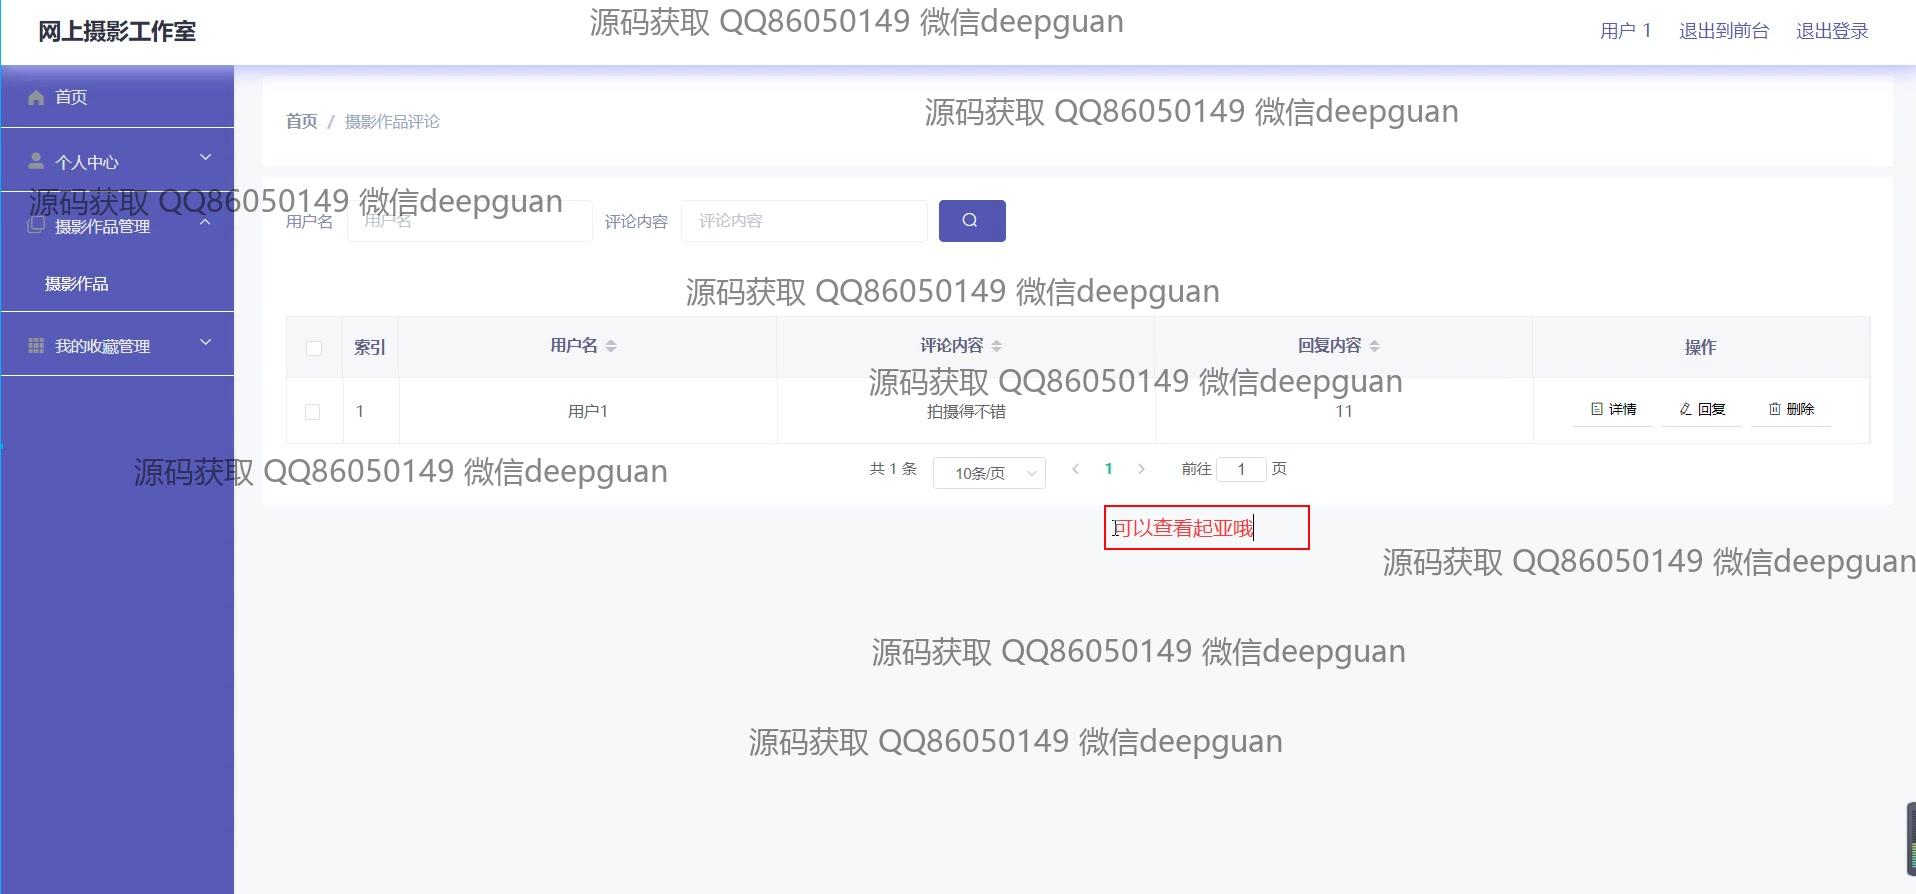 网上摄影工作室
源码获取 QQ86050149 微信deepguan
用户 1 退出到前台 退出登录
首页
首页 / 摄影作品评论
源码获取 QQ86050149 微信deepguan
个人中心
源码获取 QQ86050149 微信deepguan
摄影作品管理
用户名 用户名 评论内容 评论内容
摄影作品
源码获取 QQ86050149 微信deepguan
我的收藏管理
索引 用户名 评论内容 回复内容 操作
源码获取 QQ86050149 微信deepguan
1 用户1 拍摄得不错 11 详情 回复 删除
源码获取 QQ86050149 微信deepguan
共 1 条 10条/页 1 前往 1 页
可以查看起亚哦
源码获取 QQ86050149 微信deepguan
源码获取 QQ86050149 微信deepguan
源码获取 QQ86050149 微信deepguan